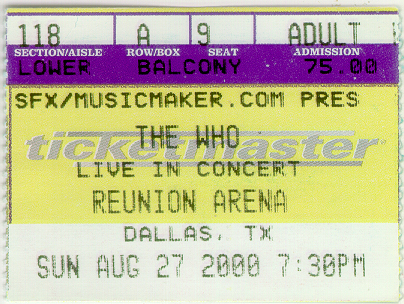 118 A 9 ADULT
SECTION/AISLE ROW/BOX SEAT ADMISSION
LOWER BALCONY 75.00
SFX/MUSICMAKER.COM PRES
THE WHO
ticketmaster
LIVE IN CONCERT
REUNION ARENA
DALLAS, TX
SUN AUG 27 2000 7:30PM